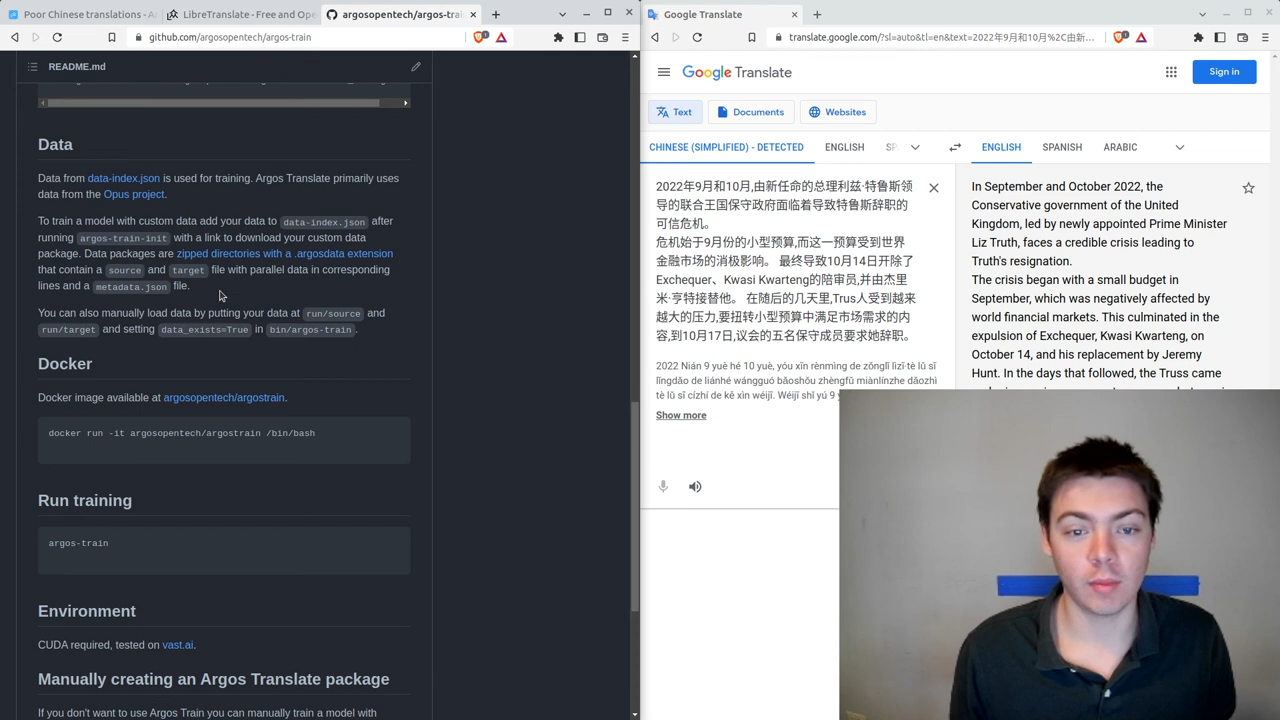 Poor Chinese translations - Ar
LibreTranslate - Free and Ope
argosopentech/argos-trai
github.com/argosopentech/argos-train
README.md
Data
Data from data-index.json is used for training. Argos Translate primarily uses
data from the Opus project.
To train a model with custom data add your data to data-index.json after
running argos-train-init with a link to download your custom data
package. Data packages are zipped directories with a .argosdata extension
that contain a source and target file with parallel data in corresponding
lines and a metadata.json file.
You can also manually load data by putting your data at run/source and
run/target and setting data_exists=True in bin/argos-train.
Docker
Docker image available at argosopentech/argostrain.
docker run -it argosopentech/argostrain /bin/bash
Run training
argos-train
Environment
CUDA required, tested on vast.ai.
Manually creating an Argos Translate package
If you don't want to use Argos Train you can manually train a model with
Google Translate
translate.google.com/?sl=auto&tl=en&text=2022年9月和10月%2C由新...
Google Translate
Sign in
Text
Documents
Websites
CHINESE (SIMPLIFIED) - DETECTED
ENGLISH
SP
ENGLISH
SPANISH
ARABIC
2022年9月和10月,由新任命的总理利兹·特鲁斯领
导的联合王国保守政府面临着导致特鲁斯辞职的
可信危机。
危机始于9月份的小型预算,而这一预算受到世界
金融市场的消极影响。 最终导致10月14日开除了
Exchequer、Kwasi Kwarteng的陪审员,并由杰里
米·亨特接替他。 在随后的几天里,Trus人受到越来
越大的压力,要扭转小型预算中满足市场需求的内
容,到10月17日,议会的五名保守成员要求她辞职。
2022 Nián 9 yuè hé 10 yuè, yóu xīn rènmìng de zǒnglǐ lìzī·tè lǔ sī
lǐngdǎo de liánhé wángguó bǎoshǒu zhèngfǔ miànlínzhe dǎozhì
tè lǔ sī cízhí de kě xìn wéijī. Wéijī shǐ yú 9 y
Show more
In September and October 2022, the
Conservative government of the United
Kingdom, led by newly appointed Prime Minister
Liz Truth, faces a credible crisis leading to
Truth's resignation.
The crisis began with a small budget in
September, which was negatively affected by
world financial markets. This culminated in the
expulsion of Exchequer, Kwasi Kwarteng, on
October 14, and his replacement by Jeremy
Hunt. In the days that followed, the Truss came